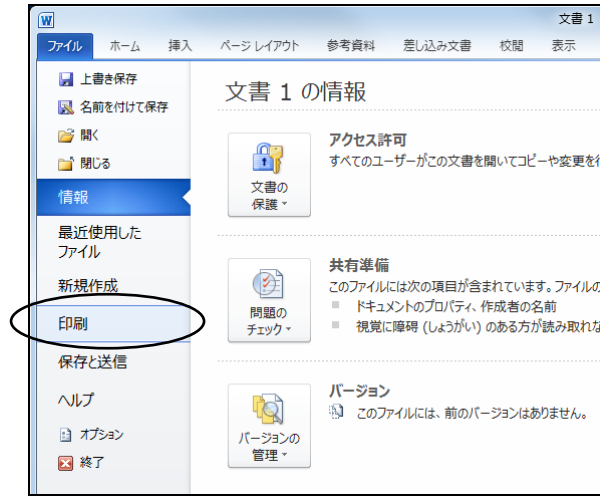 文書 1
ファイル ホーム 挿入 ページ レイアウト 参考資料 差し込み文書 校閲 表示
上書き保存
名前を付けて保存
開く
閉じる
情報
最近使用した
ファイル
新規作成
印刷
保存と送信
ヘルプ
オプション
終了
文書 1 の情報
文書の
保護
アクセス許可
すべてのユーザーがこの文書を開いてコピーや変更を行
問題の
チェック
共有準備
このファイルには次の項目が含まれています。ファイルの
ドキュメントのプロパティ、作成者の名前
視覚に障碍 (しょうがい) のある方が読み取れな
バージョンの
管理
バージョン
このファイルには、前のバージョンはありません。